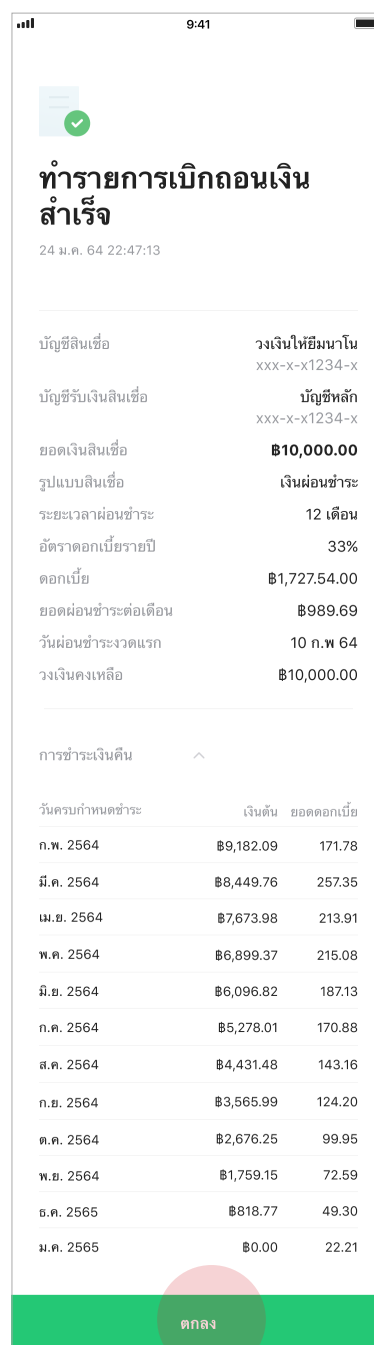 9:41
ทำรายการเบิกถอนเงิน
สำเร็จ
24 ม.ค. 64 22:47:13
บัญชีสินเชื่อ วงเงินให้ยืมนาโน
xxx-x-x1234-x
บัญชีรับเงินสินเชื่อ บัญชีหลัก
xxx-x-x1234-x
ยอดเงินสินเชื่อ ฿10,000.00
รูปแบบสินเชื่อ เงินผ่อนชำระ
ระยะเวลาผ่อนชำระ 12 เดือน
อัตราดอกเบี้ยรายปี 33%
ดอกเบี้ย ฿1,727.54.00
ยอดผ่อนชำระต่อเดือน ฿989.69
วันผ่อนชำระงวดแรก 10 ก.พ 64
วงเงินคงเหลือ ฿10,000.00
การชำระเงินคืน
วันครบกำหนดชำระ เงินต้น ยอดดอกเบี้ย
ก.พ. 2564 ฿9,182.09 171.78
มี.ค. 2564 ฿8,449.76 257.35
เม.ย. 2564 ฿7,673.98 213.91
พ.ค. 2564 ฿6,899.37 215.08
มิ.ย. 2564 ฿6,096.82 187.13
ก.ค. 2564 ฿5,278.01 170.88
ส.ค. 2564 ฿4,431.48 143.16
ก.ย. 2564 ฿3,565.99 124.20
ต.ค. 2564 ฿2,676.25 99.95
พ.ย. 2564 ฿1,759.15 72.59
ธ.ค. 2565 ฿818.77 49.30
ม.ค. 2565 ฿0.00 22.21
ตกลง